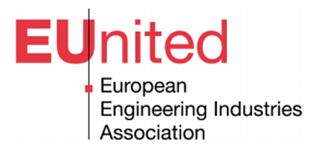 EUnited
European
Engineering Industries
Association